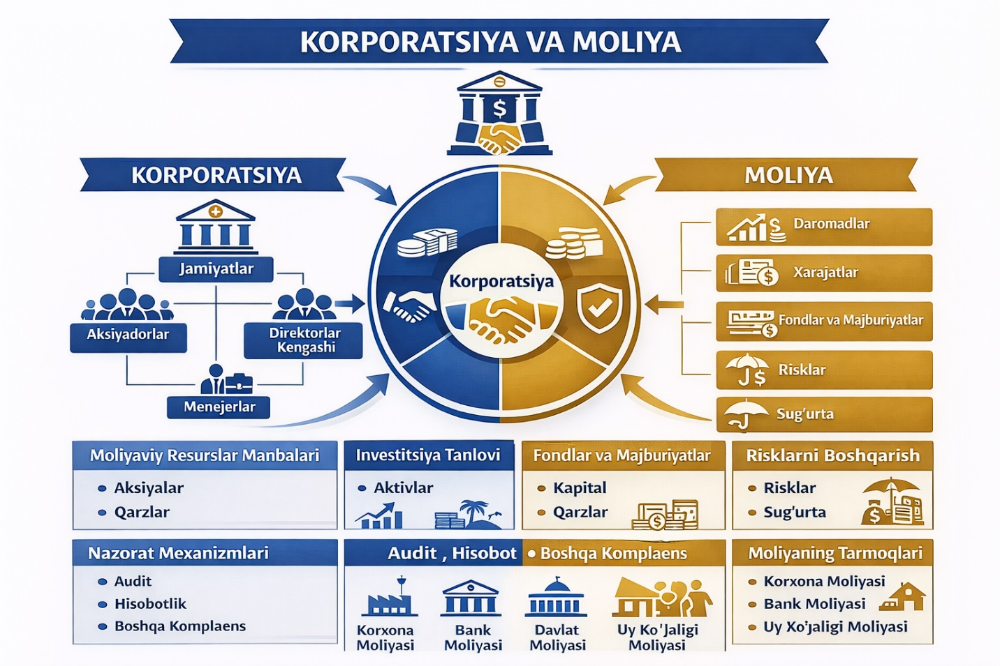 KORPORATSIYA VA MOLIYA
$
KORPORATSIYA
MOLIYA
Jamiyatlar
Aksiyadorlar
Direktorlar
Kengashi
Menejerlar
Korporatsiya
$
Daromadlar
$
Xarajatlar
$
Fondlar va Majburiyatlar
$
Risklar
Sug'urta
Moliyaviy Resurslar Manbalari
• Aksiyalar
• Qarzlar
Investitsiya Tanlovi
• Aktivlar
Fondlar va Majburiyatlar
• Kapital
• Qarzlar
$
Risklarni Boshqarish
• Risklar
• Sug'urta
$
Nazorat Mexanizmlari
• Audit
• Hisobotlik
• Boshqa Komplaens
Audit , Hisobot • Boshqa Komplaens
Korxona
Moliyasi
Bank
Moliyasi
Davlat
Moliyasi
Uy Ko'Jaligi
Moliyasi
Moliyaning Tarmoqlari
• Korxona Moliyasi
• Bank Moliyasi
• Uy Xo'jaligi Moliyasi